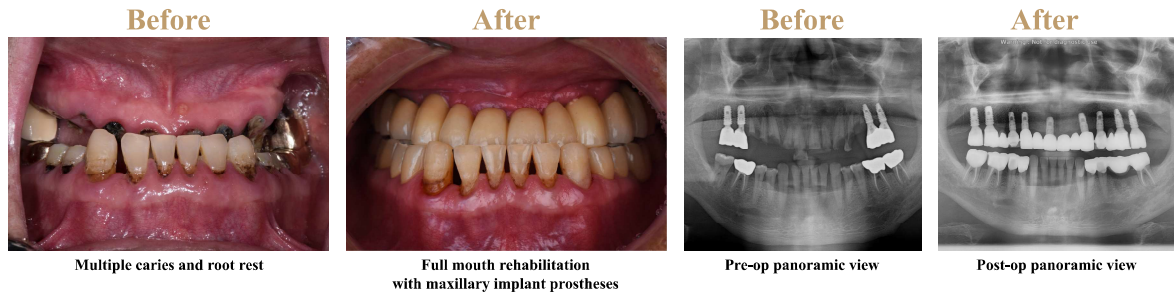 Before
After
Before
After
Multiple caries and root rest
Full mouth rehabilitation
with maxillary implant prostheses
Pre-op panoramic view
Post-op panoramic view